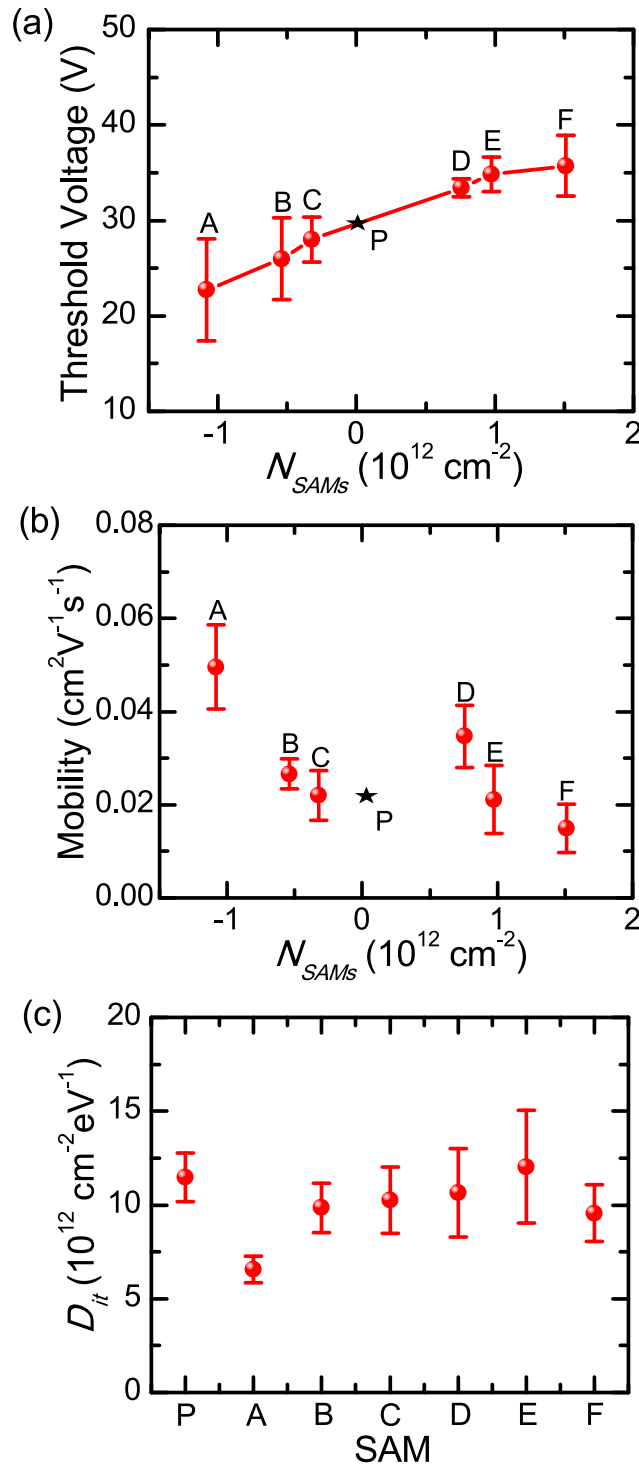 (a)
50
40
30
20
10
Threshold Voltage (V)
A
B
C
P
D
E
F
-1
0
1
2
N_SAMs (10^12 cm^-2)
(b)
0.08
0.06
0.04
0.02
0.00
Mobility (cm^2V^-1s^-1)
A
B
C
P
D
E
F
-1
0
1
2
N_SAMs (10^12 cm^-2)
(c)
20
15
10
5
0
D_it (10^12 cm^-2eV^-1)
P A B C D E F
SAM